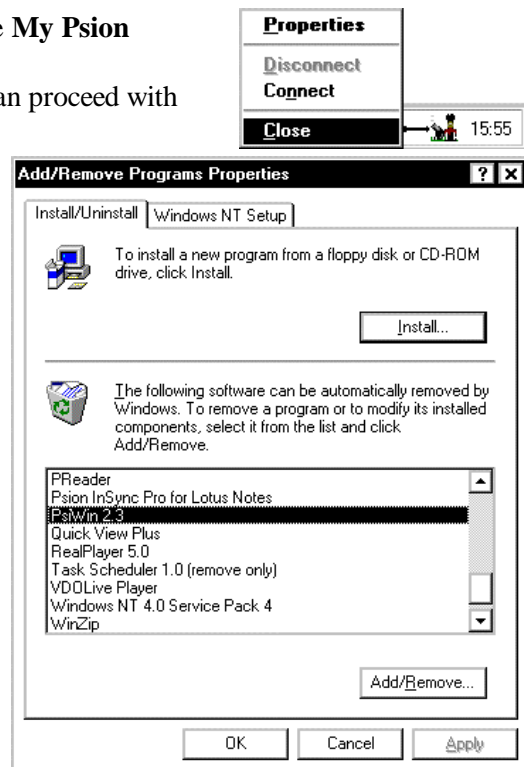 e My Psion
an proceed with
Properties
Disconnect
Connect
Close
15:55
Add/Remove Programs Properties
Install/Uninstall
Windows NT Setup
To install a new program from a floppy disk or CD-ROM
drive, click Install.
Install...
The following software can be automatically removed by
Windows. To remove a program or to modify its installed
components, select it from the list and click
Add/Remove.
PReader
Psion InSync Pro for Lotus Notes
PsiWin 2.3
Quick View Plus
RealPlayer 5.0
Task Scheduler 1.0 (remove only)
VDOLive Player
Windows NT 4.0 Service Pack 4
WinZip
Add/Remove...
OK
Cancel
Apply